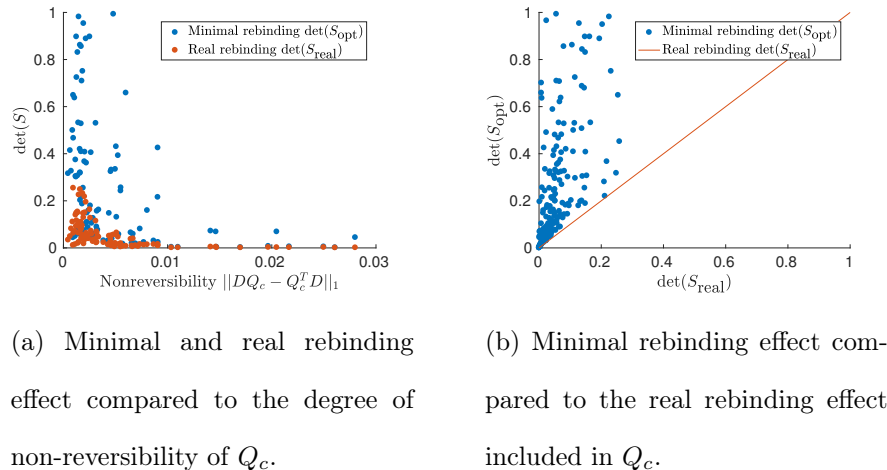 1
0.8
0.6
0.4
0.2
0
det(S)
Minimal rebinding det(S_opt)
Real rebinding det(S_real)
0 0.01 0.02 0.03
Nonreversibility ||DQ_c − Q_c^T D||_1
1
0.8
0.6
0.4
0.2
0
det(S_opt)
Minimal rebinding det(S_opt)
Real rebinding det(S_real)
0 0.2 0.4 0.6 0.8 1
det(S_real)
(a) Minimal and real rebinding
effect compared to the degree of
non-reversibility of Q_c.
(b) Minimal rebinding effect com-
pared to the real rebinding effect
included in Q_c.